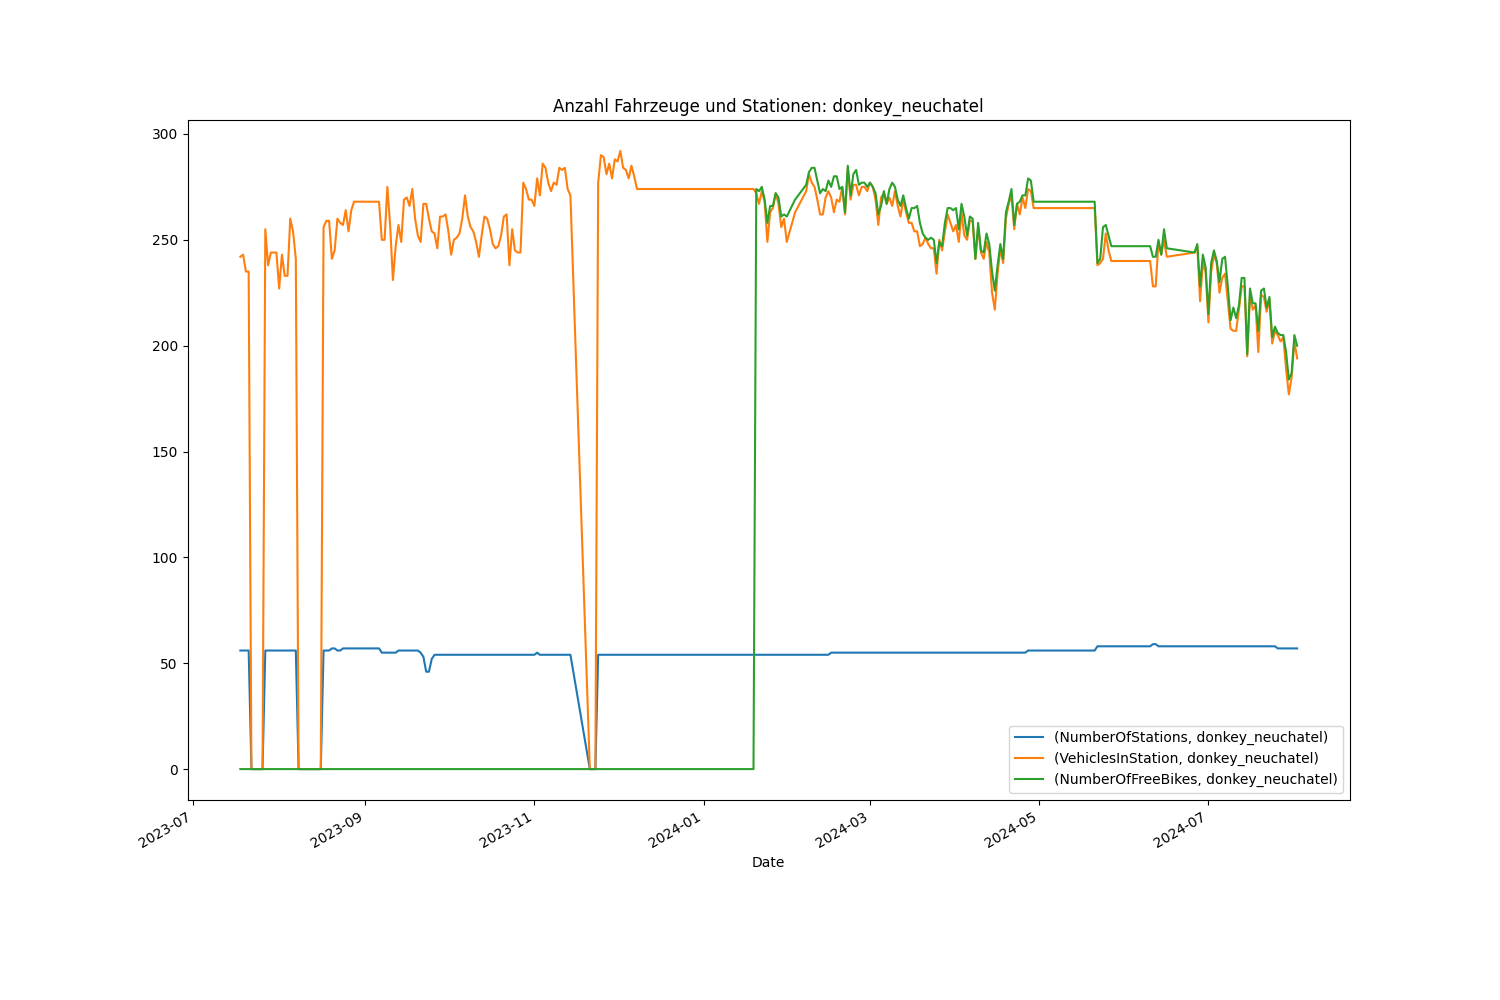 Anzahl Fahrzeuge und Stationen: donkey_neuchatel
300
250
200
150
100
50
0
(NumberOfStations, donkey_neuchatel)
(VehiclesInStation, donkey_neuchatel)
(NumberOfFreeBikes, donkey_neuchatel)
2023-07
2023-09
2023-11
2024-01
2024-03
2024-05
2024-07
Date